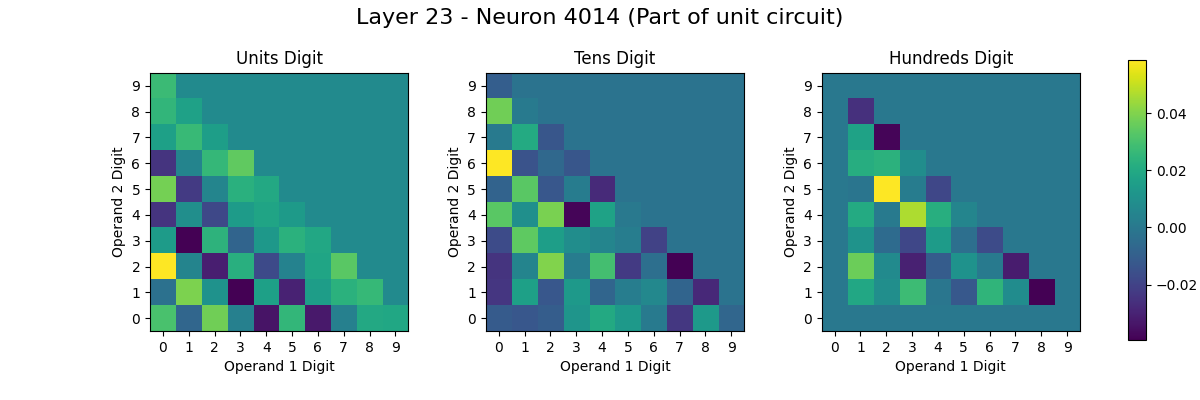 Layer 23 - Neuron 4014 (Part of unit circuit)
Units Digit
Tens Digit
Hundreds Digit
Operand 2 Digit
9
8
7
6
5
4
3
2
1
0
0 1 2 3 4 5 6 7 8 9
Operand 1 Digit
Operand 2 Digit
9
8
7
6
5
4
3
2
1
0
0 1 2 3 4 5 6 7 8 9
Operand 1 Digit
Operand 2 Digit
9
8
7
6
5
4
3
2
1
0
0 1 2 3 4 5 6 7 8 9
Operand 1 Digit
0.04
0.02
0.00
−0.02